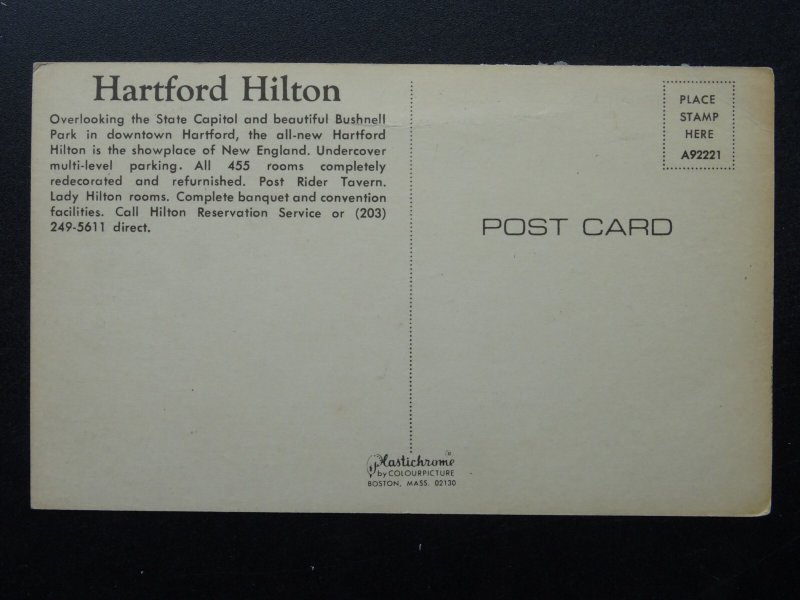 Hartford Hilton
Overlooking the State Capitol and beautiful Bushnell
Park in downtown Hartford, the all-new Hartford
Hilton is the showplace of New England. Undercover
multi-level parking. All 455 rooms completely
redecorated and refurnished. Post Rider Tavern.
Lady Hilton rooms. Complete banquet and convention
facilities. Call Hilton Reservation Service or (203)
249-5611 direct.
PLACE
STAMP
HERE
A92221
POST CARD
Plastichrome®
by COLOURPICTURE
BOSTON, MASS. 02130